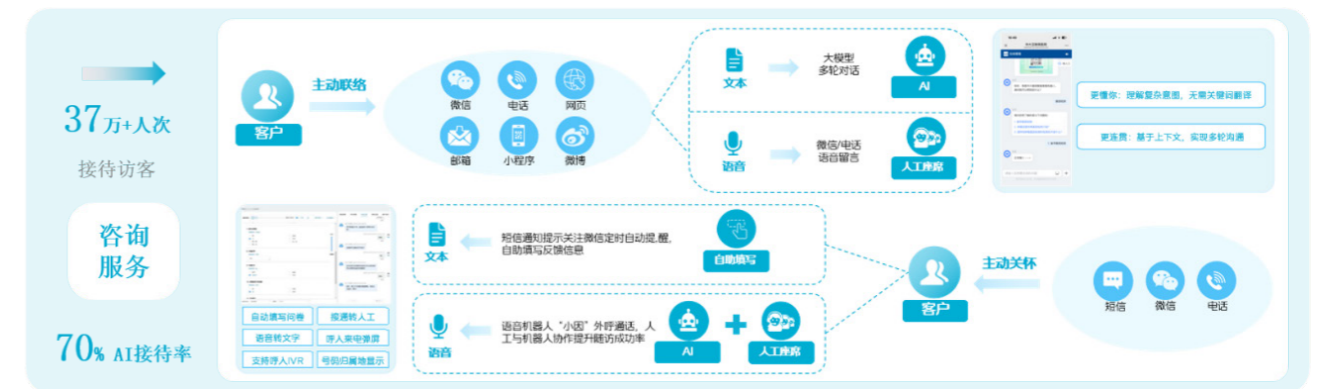 37万+人次
接待访客
咨询
服务
70% AI接待率
客户
主动联络
微信
电话
网页
邮箱
小程序
微博
文本
大模型
多轮对话
AI
语音
微信/电话
语音留言
人工座席
更懂你：理解复杂意图，无需关键词翻译
更连贯：基于上下文，实现多轮沟通
自动填写问卷
按通转人工
语音转文字
呼入来电弹屏
支持呼入IVR
号码归属地显示
文本
短信通知提示关注微信定时自动提,醒,
自助填写反馈信息
自助填写
语音
语音机器人“小因”外呼通话，人
工与机器人协作提升随访成功率
AI
人工座席
客户
主动关怀
短信
微信
电话